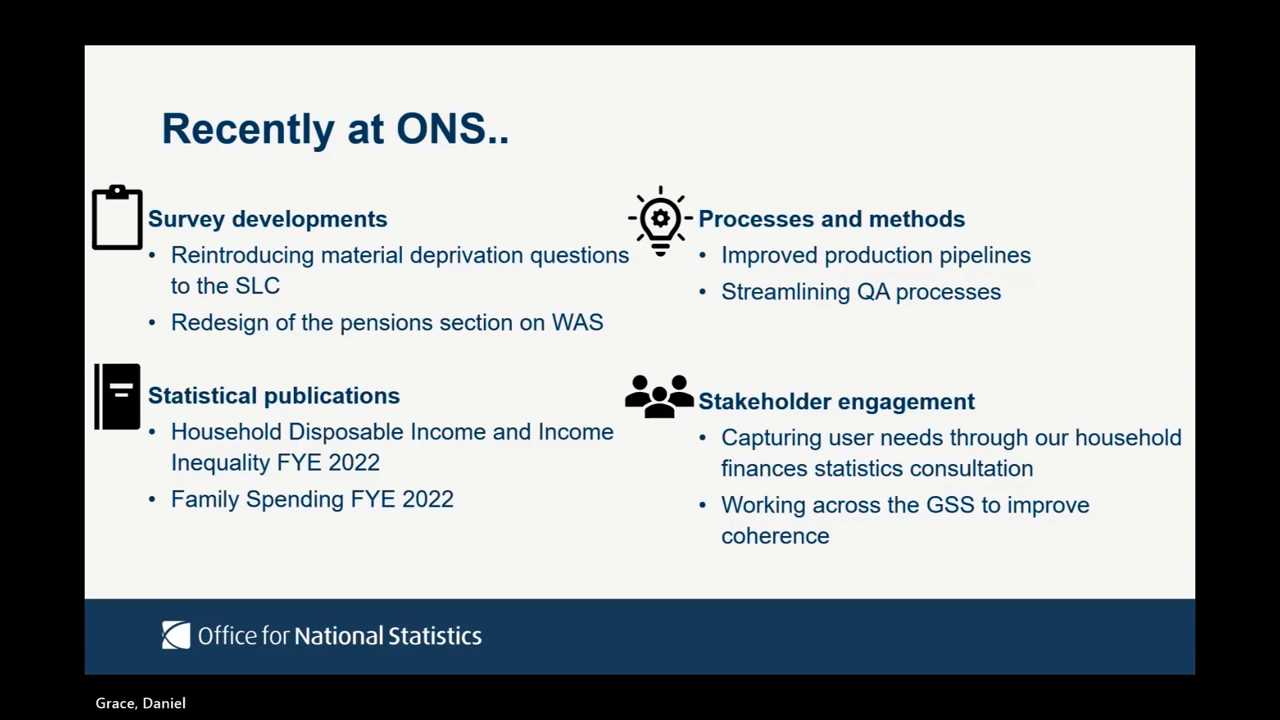 Recently at ONS..
Survey developments
• Reintroducing material deprivation questions
to the SLC
• Redesign of the pensions section on WAS
Statistical publications
• Household Disposable Income and Income
Inequality FYE 2022
• Family Spending FYE 2022
Processes and methods
• Improved production pipelines
• Streamlining QA processes
Stakeholder engagement
• Capturing user needs through our household
finances statistics consultation
• Working across the GSS to improve
coherence
Office for National Statistics
Grace, Daniel